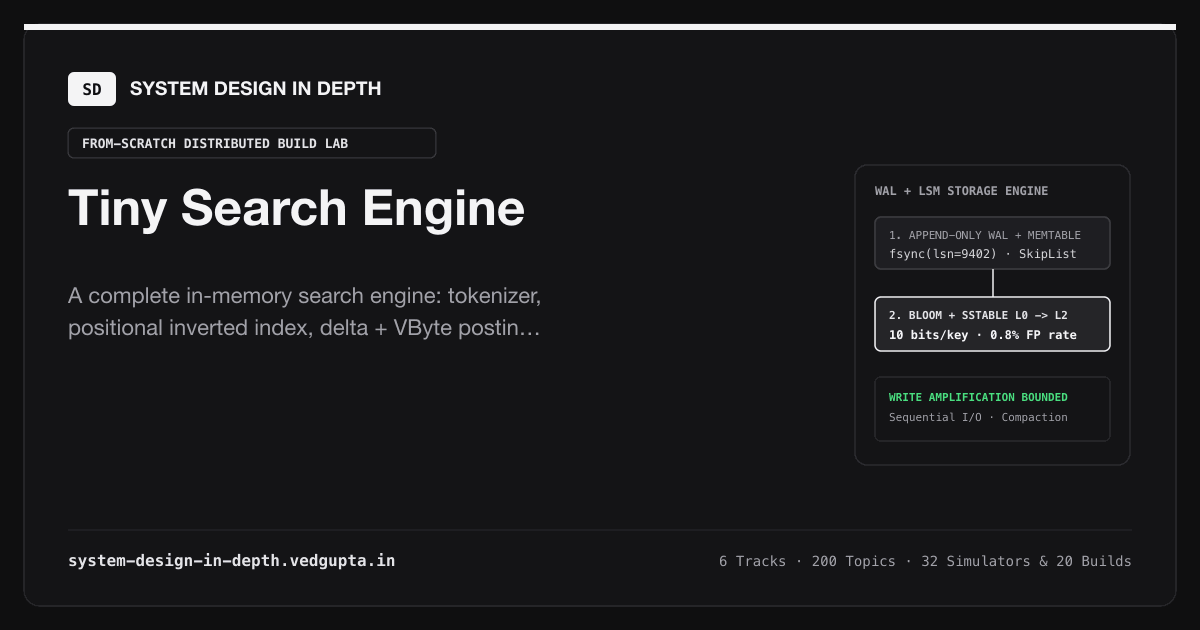 SD SYSTEM DESIGN IN DEPTH
FROM-SCRATCH DISTRIBUTED BUILD LAB
Tiny Search Engine
A complete in-memory search engine: tokenizer,
positional inverted index, delta + VByte postin…
WAL + LSM STORAGE ENGINE
1. APPEND-ONLY WAL + MEMTABLE
fsync(lsn=9402) · SkipList
2. BLOOM + SSTABLE L0 -> L2
10 bits/key · 0.8% FP rate
WRITE AMPLIFICATION BOUNDED
Sequential I/O · Compaction
system-design-in-depth.vedgupta.in
6 Tracks · 200 Topics · 32 Simulators & 20 Builds